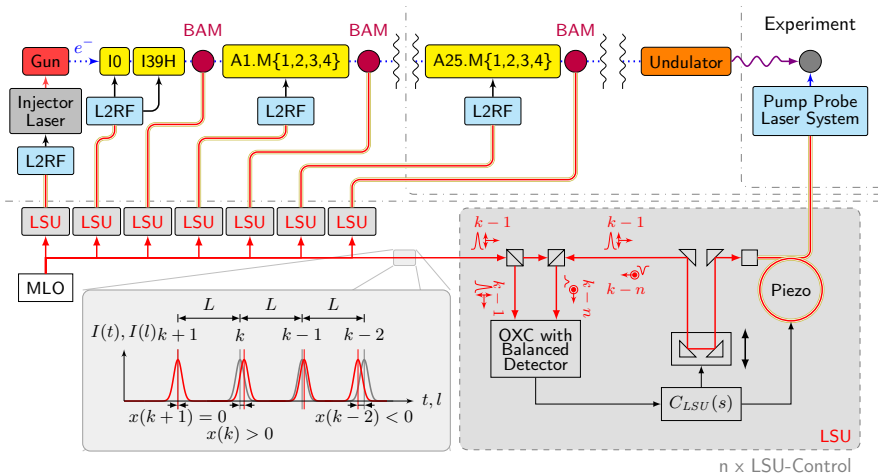 BAM
BAM
BAM
Experiment
Gun
e⁻
I0
I39H
A1.M{1,2,3,4}
A25.M{1,2,3,4}
Undulator
Injector
Laser
L2RF
L2RF
L2RF
Pump Probe
Laser System
L2RF
LSU
LSU
LSU
LSU
LSU
LSU
LSU
MLO
k − 1
k − 1
k − n
k − 1
k − n
Piezo
OXC with
Balanced
Detector
C_{LSU}(s)
LSU
L
L
L
I(t), I(l)
k + 1
k
k − 1
k − 2
t, l
x(k + 1) = 0
x(k − 2) < 0
x(k) > 0
n x LSU-Control